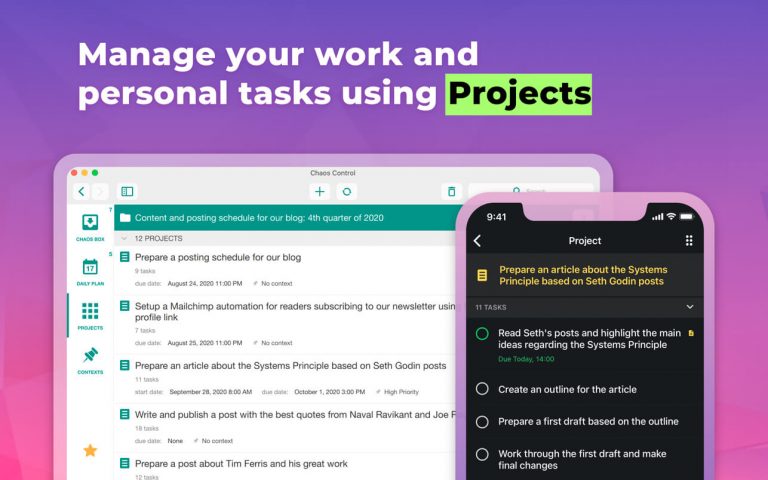 Manage your work and
personal tasks using Projects
Chaos Control
Search
7
CHAOS BOX
5
17
DAILY PLAN
PROJECTS
CONTEXTS
Content and posting schedule for our blog: 4th quarter of 2020
12 PROJECTS
Prepare a posting schedule for our blog
9 tasks
due date: August 24, 2020 11:00 PM No context
Setup a Mailchimp automation for readers subscribing to our newsletter using
profile link
7 tasks
due date: August 25, 2020 11:00 PM No context
Prepare an article about the Systems Principle based on Seth Godin posts
11 tasks
start date: September 28, 2020 8:00 AM due date: October 1, 2020 3:00 PM High Priority
Write and publish a post with the best quotes from Naval Ravikant and Joe
18 tasks
due date: None No context
Prepare a post about Tim Ferris and his great work
9:41
Project
Prepare an article about the Systems
Principle based on Seth Godin posts
11 TASKS
Read Seth's posts and highlight the main
ideas regarding the Systems Principle
Due Today, 14:00
Create an outline for the article
Prepare a first draft based on the outline
Work through the first draft and make
final changes